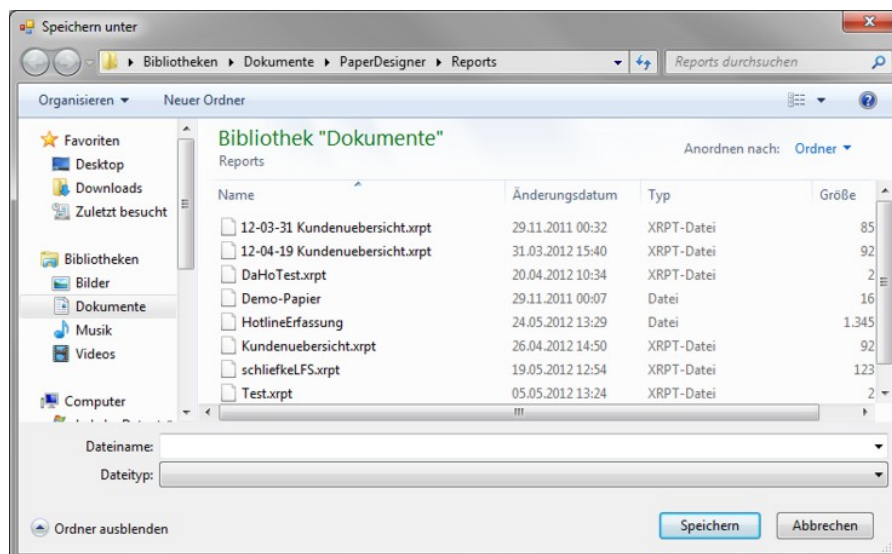 Speichern unter
Bibliotheken Dokumente PaperDesigner Reports
Reports durchsuchen
Organisieren Neuer Ordner
Favoriten
Desktop
Downloads
Zuletzt besucht
Bibliotheken
Bilder
Dokumente
Musik
Videos
Computer
Bibliothek "Dokumente"
Reports
Anordnen nach: Ordner
Name Änderungsdatum Typ Größe
12-03-31 Kundenuebersicht.xrpt 29.11.2011 00:32 XRPT-Datei 85
12-04-19 Kundenuebersicht.xrpt 31.03.2012 15:40 XRPT-Datei 92
DaHoTest.xrpt 20.04.2012 10:34 XRPT-Datei 2
Demo-Papier 29.11.2011 00:07 Datei 16
HotlineErfassung 24.05.2012 13:29 Datei 1.345
Kundenuebersicht.xrpt 26.04.2012 14:50 XRPT-Datei 92
schliefkeLFS.xrpt 19.05.2012 12:54 XRPT-Datei 123
Test.xrpt 05.05.2012 13:24 XRPT-Datei 2
Dateiname:
Dateityp:
Ordner ausblenden
Speichern
Abbrechen